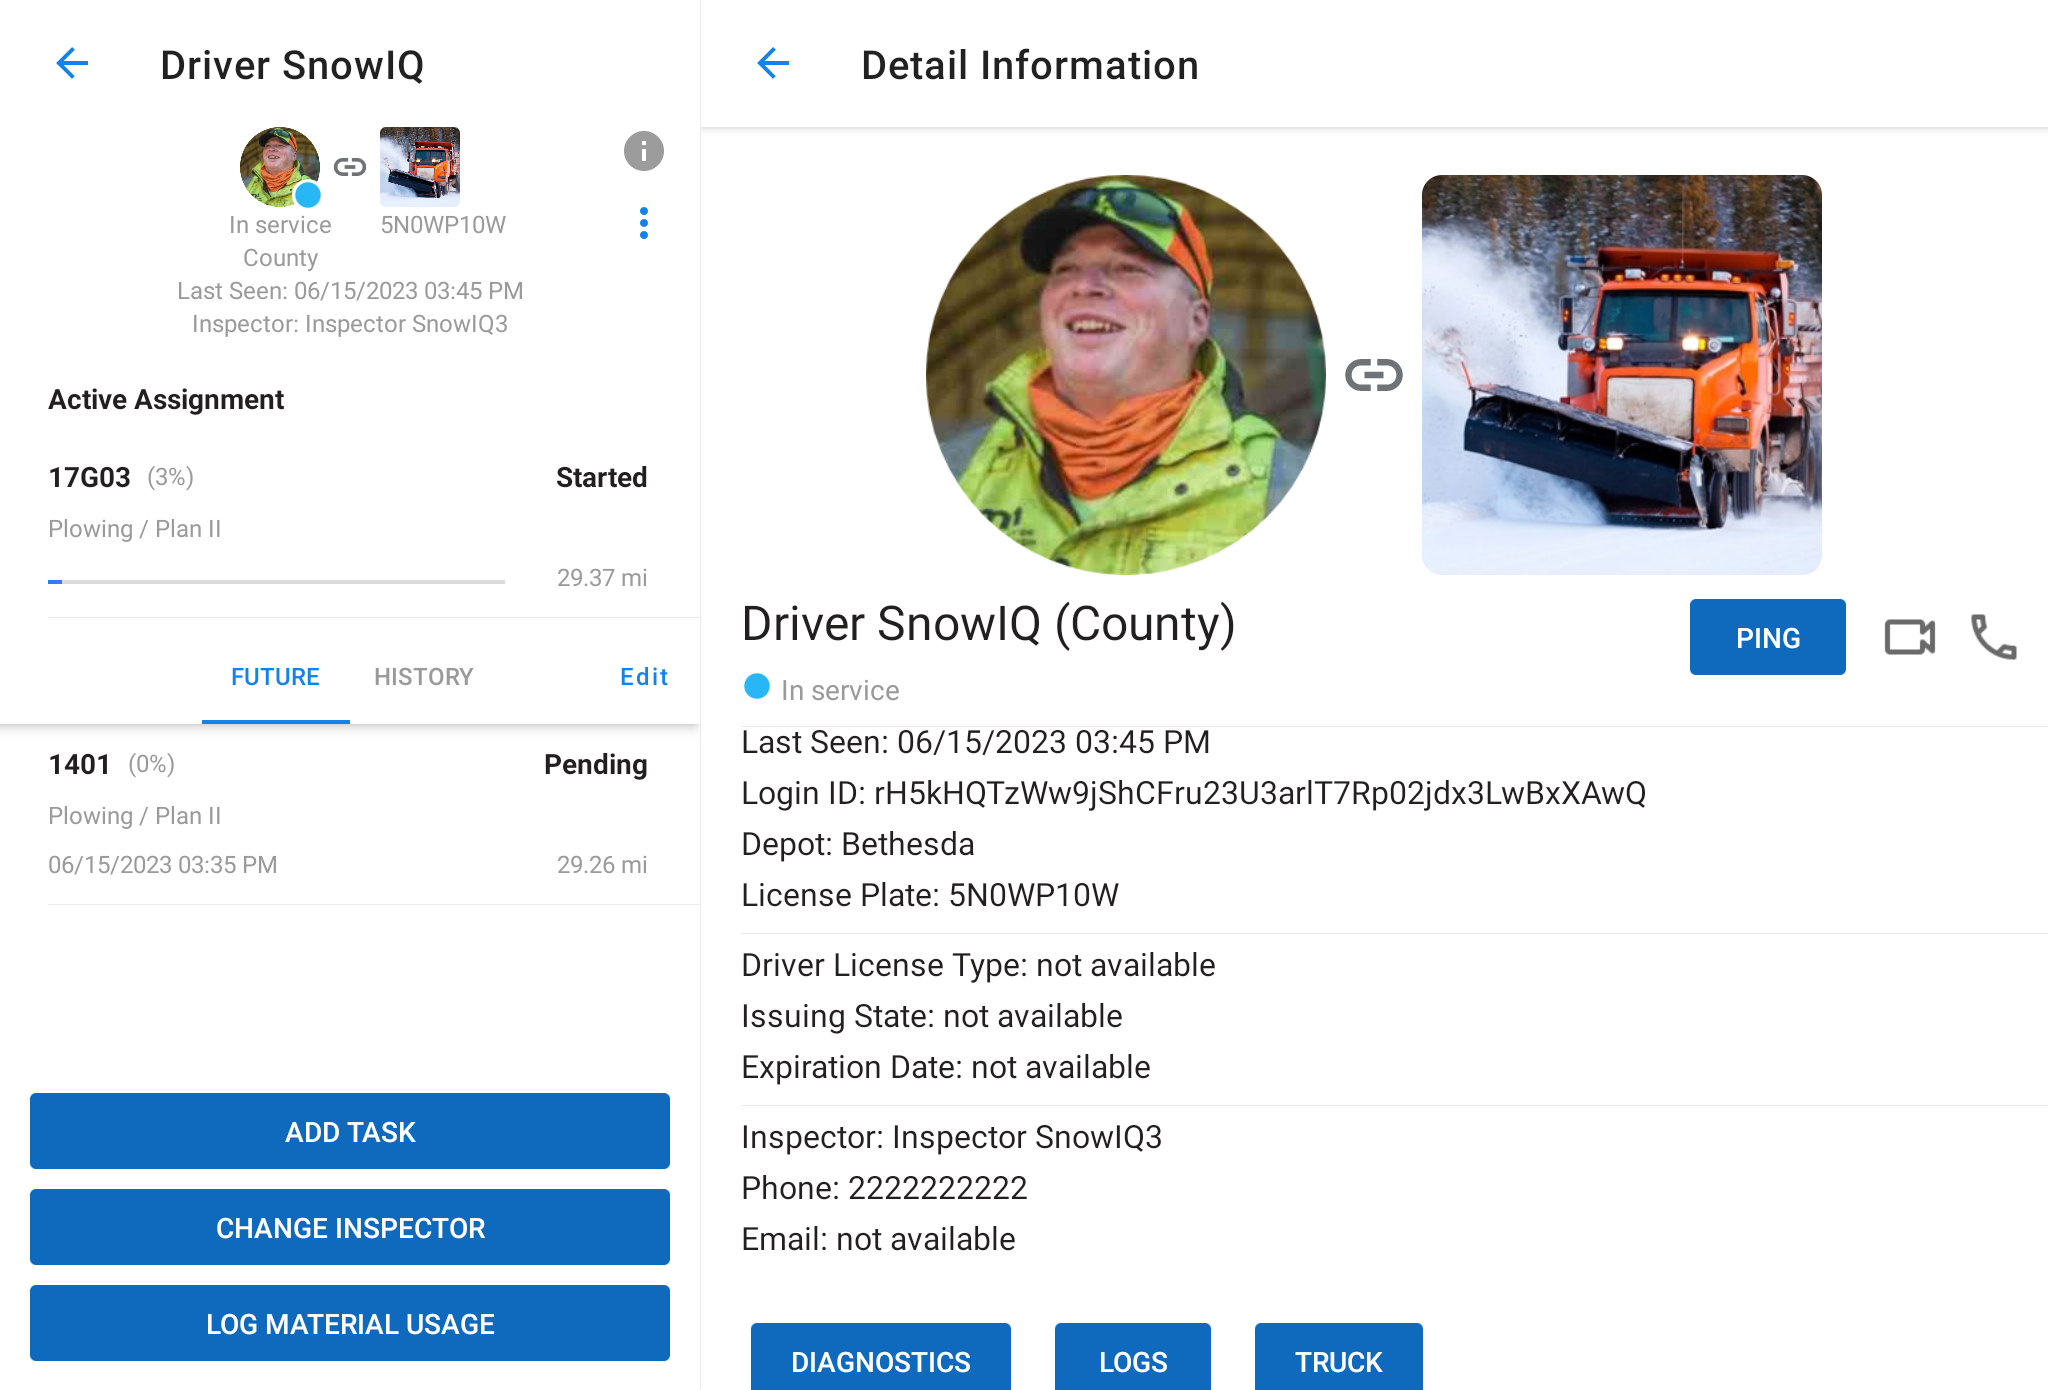 Driver SnowIQ
In service
5N0WP10W
County
Last Seen: 06/15/2023 03:45 PM
Inspector: Inspector SnowIQ3
Active Assignment
17G03 (3%)
Started
Plowing / Plan II
29.37 mi
FUTURE
HISTORY
Edit
1401 (0%)
Pending
Plowing / Plan II
06/15/2023 03:35 PM
29.26 mi
ADD TASK
CHANGE INSPECTOR
LOG MATERIAL USAGE
Detail Information
Driver SnowIQ (County)
PING
In service
Last Seen: 06/15/2023 03:45 PM
Login ID: rH5kHQTzWw9jShCFru23U3arlT7Rp02jdx3LwBxXAwQ
Depot: Bethesda
License Plate: 5N0WP10W
Driver License Type: not available
Issuing State: not available
Expiration Date: not available
Inspector: Inspector SnowIQ3
Phone: 2222222222
Email: not available
DIAGNOSTICS
LOGS
TRUCK